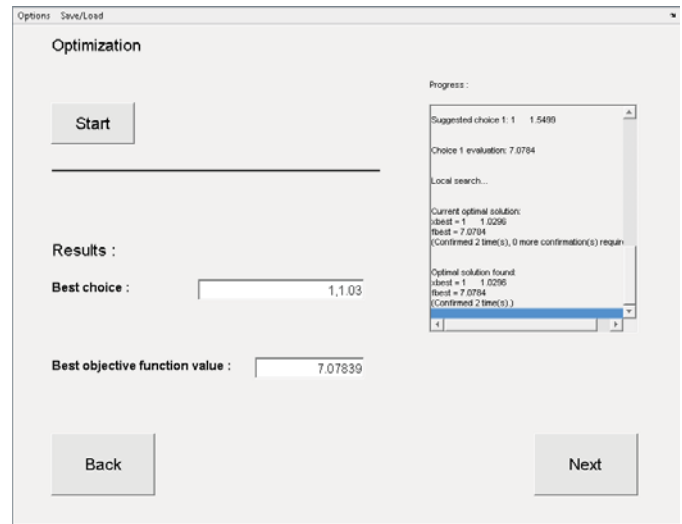 Options Save/Load
Optimization
Start
Results :
Best choice :
1,1.03
Best objective function value :
7.07839
Back
Progress :
Suggested choice 1: 1 1.5499
Choice 1 evaluation: 7.0784
Local search...
Current optimal solution:
xbest = 1 1.0296
fbest = 7.0784
(Confirmed 2 time(s), 0 more confirmation(s) requir
Optimal solution found:
xbest = 1 1.0296
fbest = 7.0784
(Confirmed 2 time(s).)
Next